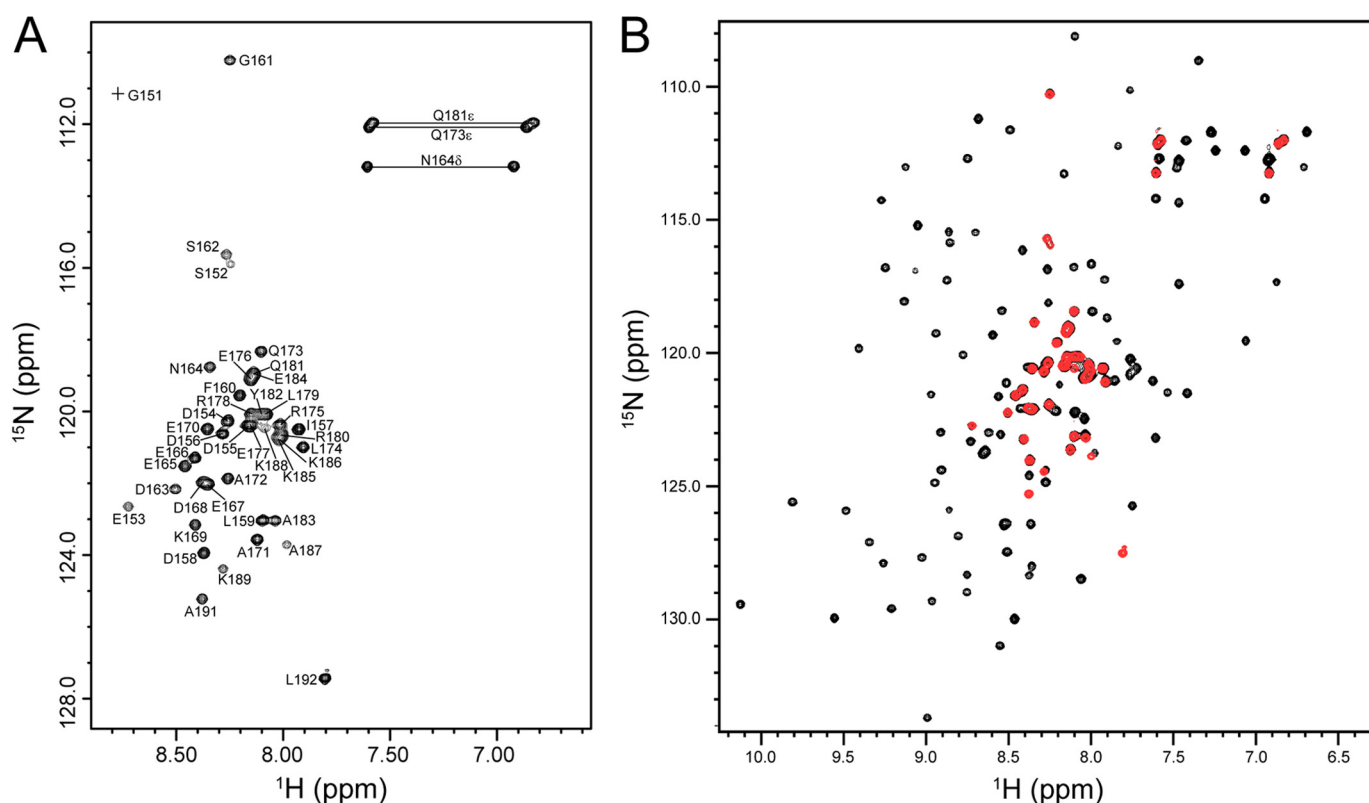 A
B
G161
G151
Q181ε
Q173ε
N164δ
S162
S152
Q173
E176
Q181
N164
E184
F160
Y182
L179
R178
R175
D154
I157
E170
R180
D156
L174
D155
E177
K186
E166
K188
K185
E165
A172
D163
D168
E167
E153
L159
A183
K169
A171
A187
D158
K189
A191
L192
112.0
116.0
120.0
124.0
128.0
15N (ppm)
8.50
8.00
7.50
7.00
1H (ppm)
110.0
115.0
120.0
125.0
130.0
15N (ppm)
10.0
9.5
9.0
8.5
8.0
7.5
7.0
6.5
1H (ppm)